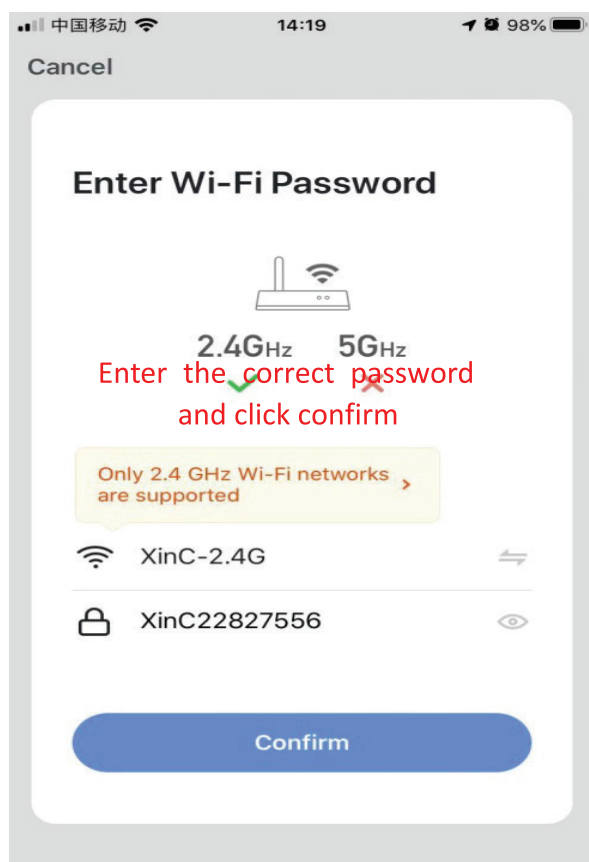 中国移动 14:19 98%
Cancel
Enter Wi-Fi Password
2.4GHz 5GHz
Enter the correct password
and click confirm
Only 2.4 GHz Wi-Fi networks
are supported
XinC-2.4G
XinC22827556
Confirm